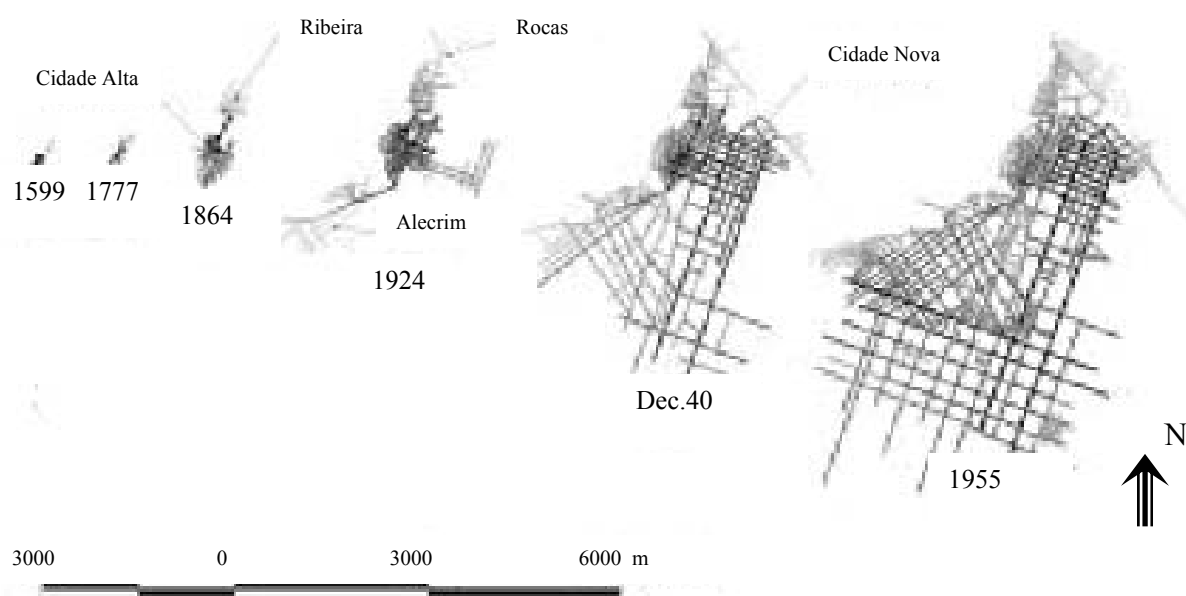 Ribeira
Rocas
Cidade Alta
Cidade Nova
1599
1777
1864
Alecrim
1924
Dec.40
N
1955
3000 0 3000 6000 m